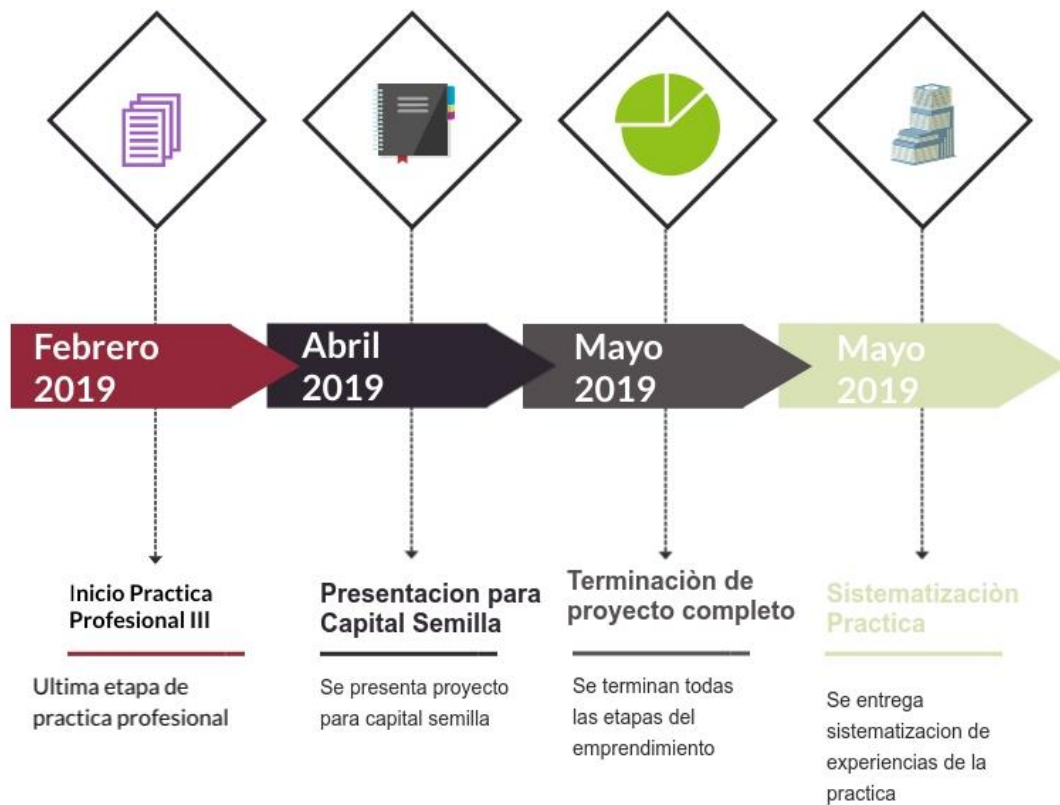 Febrero
2019
Abril
2019
Mayo
2019
Mayo
2019
Inicio Practica
Profesional III
Ultima etapa de
practica profesional
Presentacion para
Capital Semilla
Se presenta proyecto
para capital semilla
Terminaciòn de
proyecto completo
Se terminan todas
las etapas del
emprendimiento
Sistematizaciòn
Practica
Se entrega
sistematizacion de
experiencias de la
practica